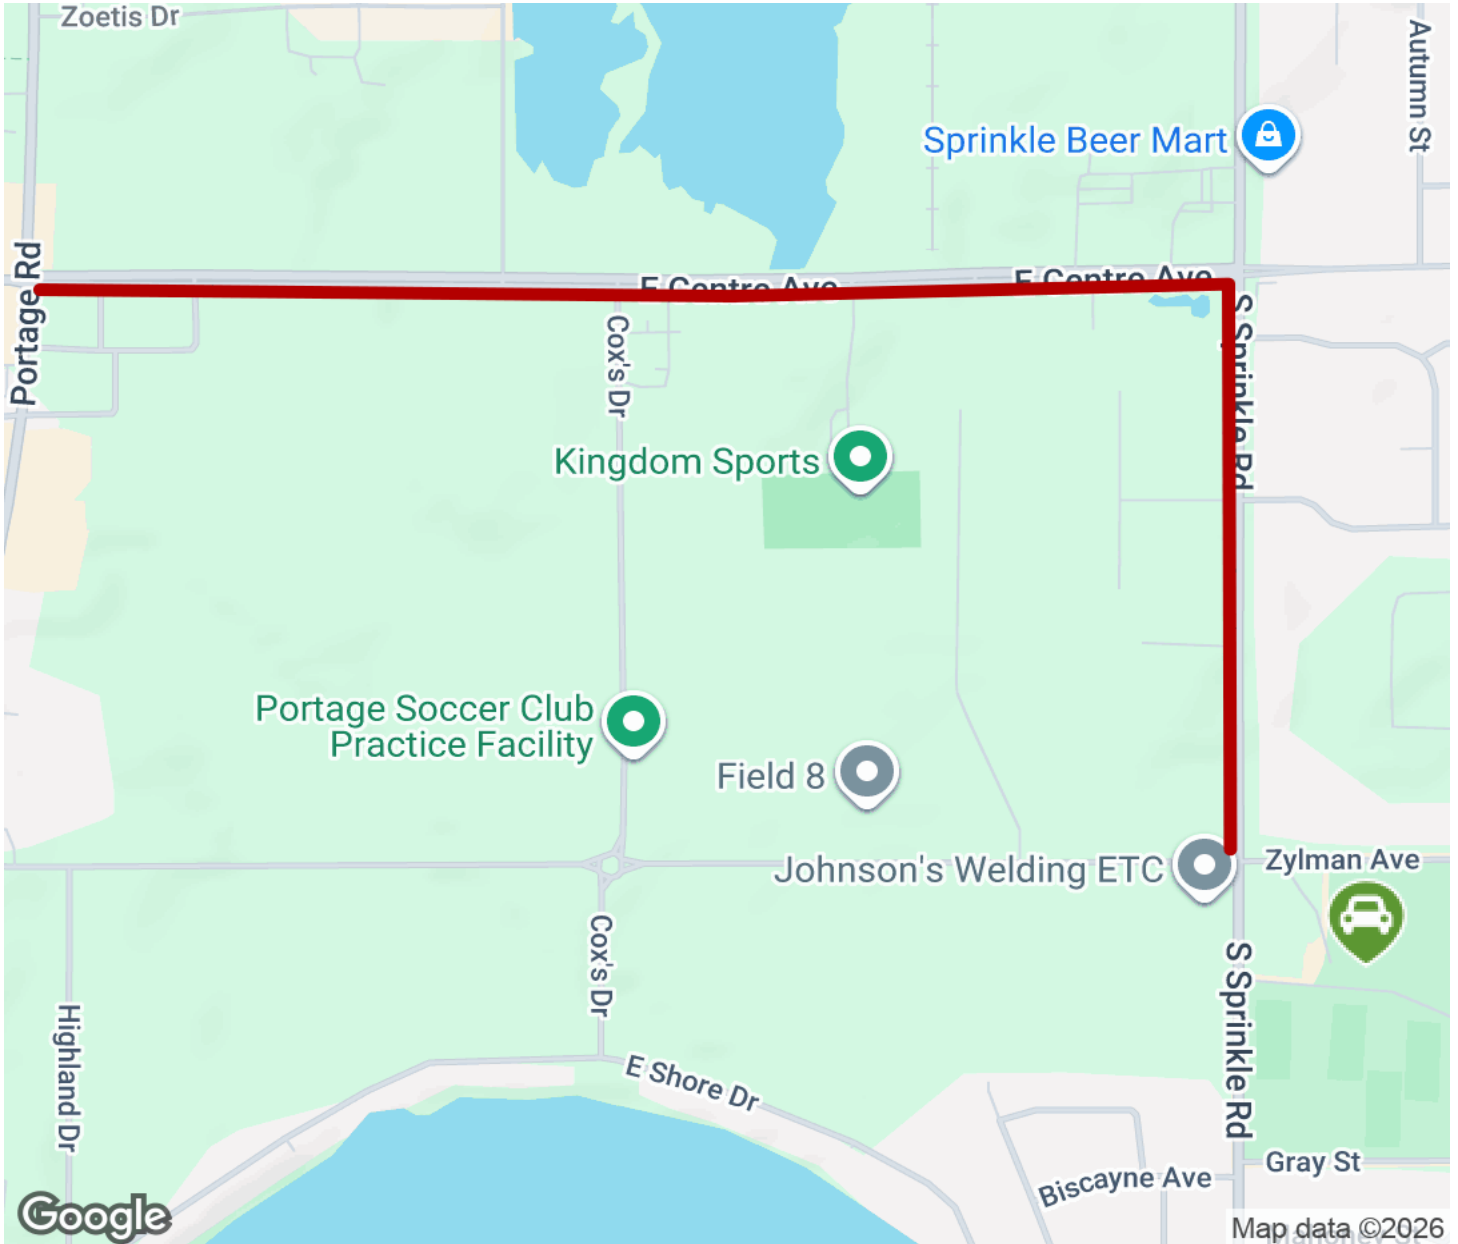 Zoetis Dr
Autumn St
Sprinkle Beer Mart
Portage Rd
E Centre Ave
E Centre Ave
S Sprinkle Rd
Cox's Dr
Kingdom Sports
Portage Soccer Club
Practice Facility
Field 8
Johnson's Welding ETC
Zylman Ave
Cox's Dr
S Sprinkle Rd
Highland Dr
E Shore Dr
Gray St
Biscayne Ave
Google
Map data ©2026